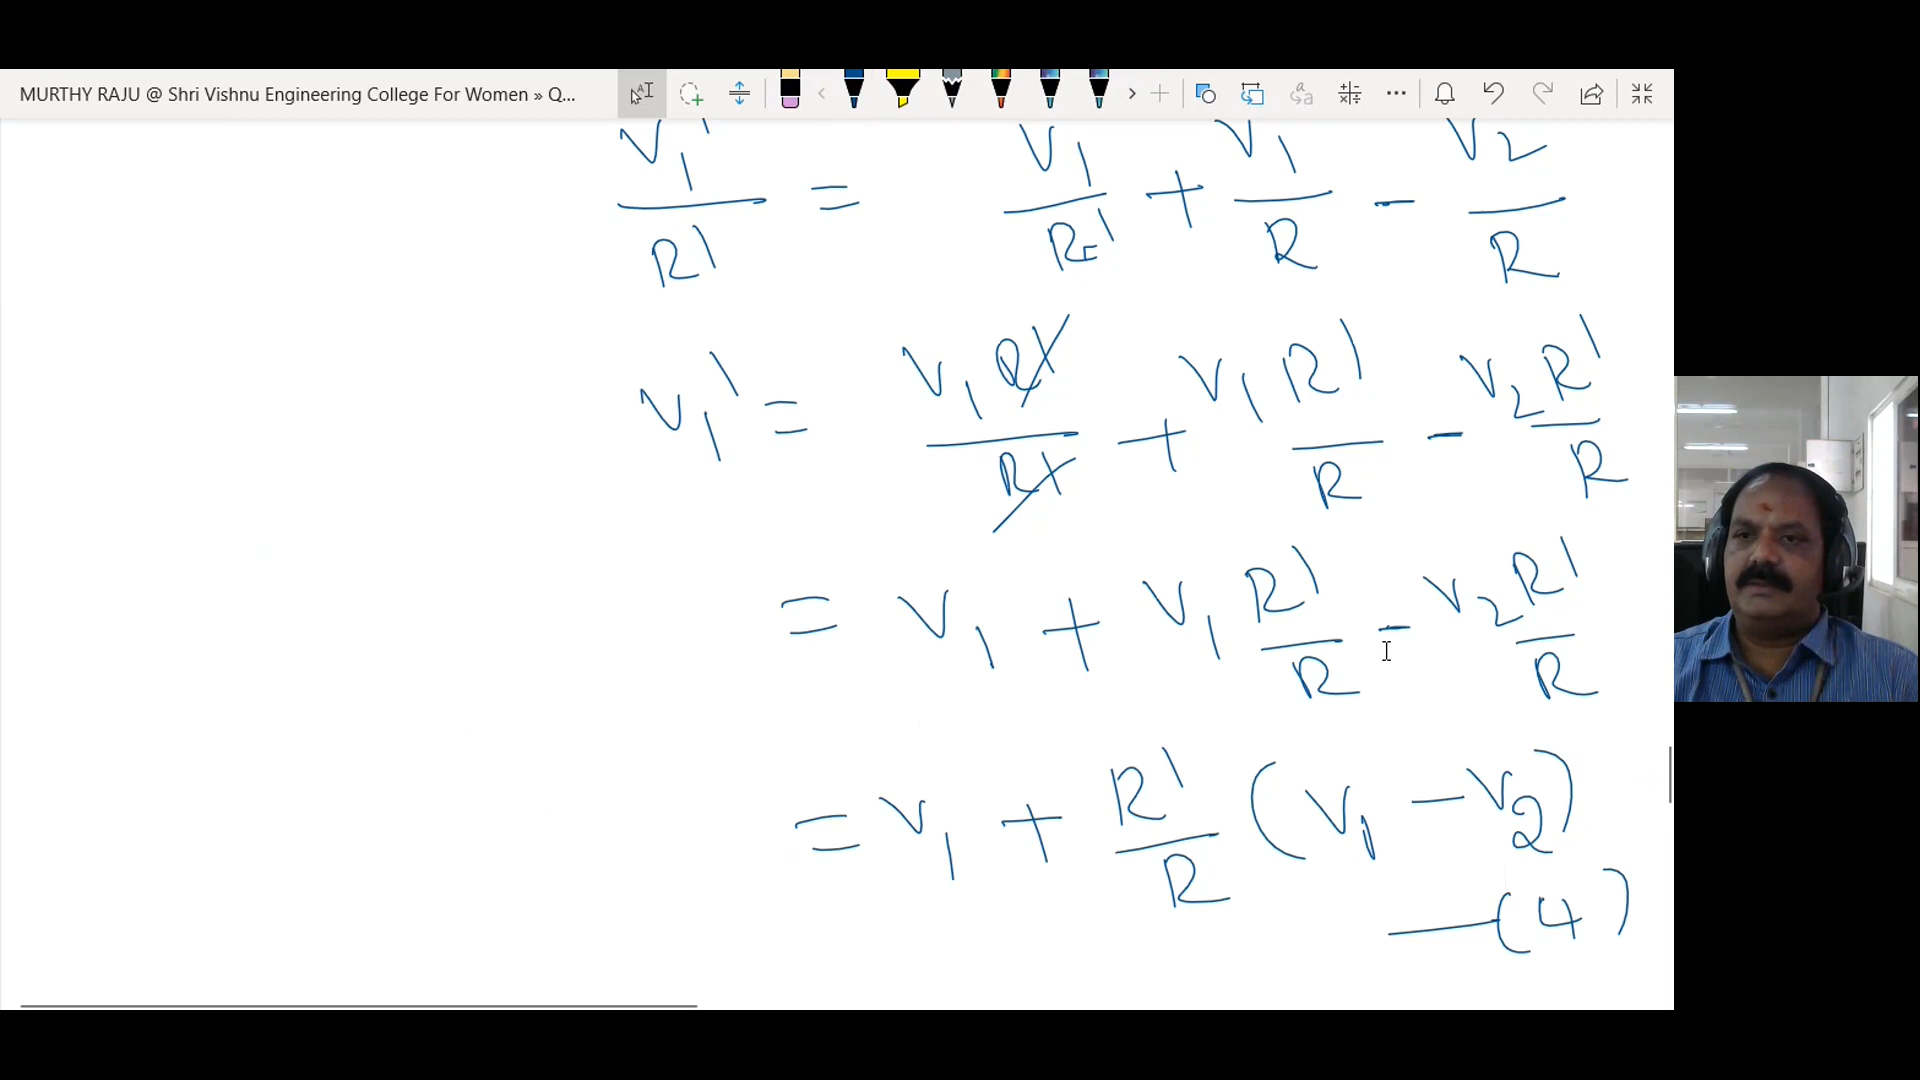 MURTHY RAJU @ Shri Vishnu Engineering College For Women » Q...
V₁'/R' = V₁/R' + V₁/R - V₂/R
V₁' = V₁R'/R' + V₁R'/R - V₂R'/R
= V₁ + V₁ R'/R - V₂R'/R
= V₁ + R'/R (V₁ - V₂)
—(4)